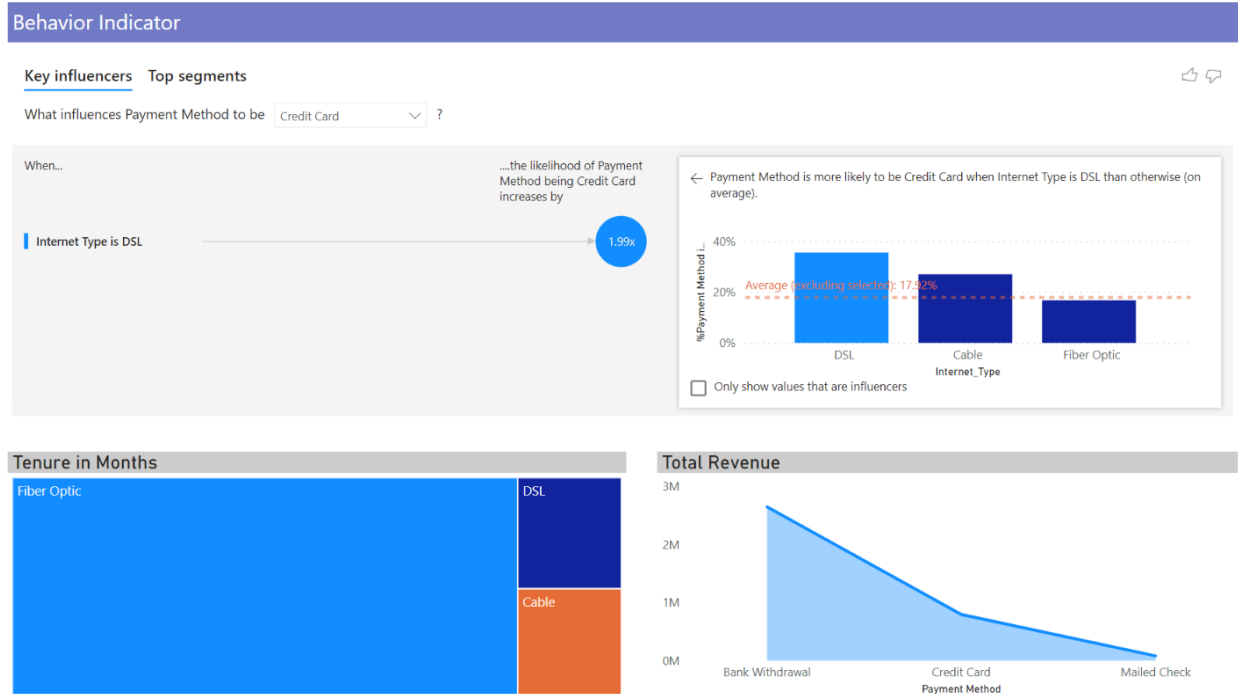 Behavior Indicator
Key influencers Top segments
What influences Payment Method to be Credit Card ?
When...
....the likelihood of Payment
Method being Credit Card
increases by
Internet Type is DSL
1.99x
Payment Method is more likely to be Credit Card when Internet Type is DSL than otherwise (on
average).
%Payment Method i...
40%
20%
0%
Average (excluding selected): 17.92%
DSL Cable Fiber Optic
Internet_Type
Only show values that are influencers
Tenure in Months
Fiber Optic
DSL
Cable
Total Revenue
3M
2M
1M
0M
Bank Withdrawal Credit Card Mailed Check
Payment Method